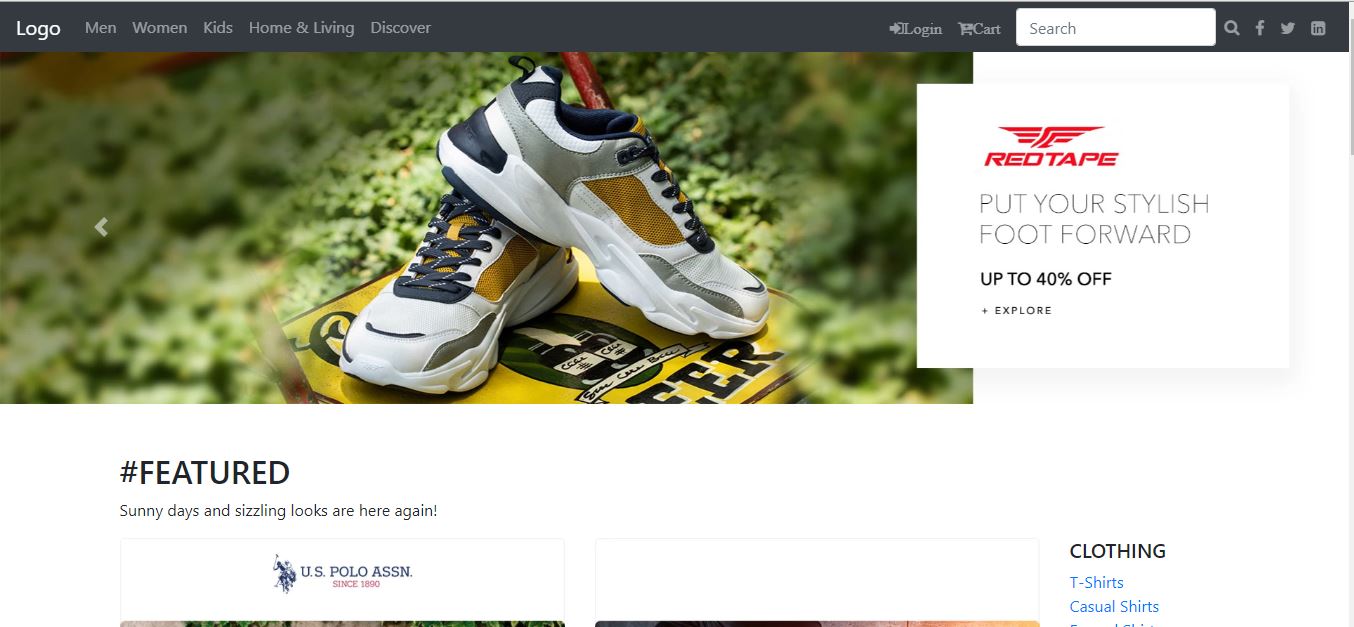 Logo Men Women Kids Home & Living Discover Login Cart Search
REDTAPE
PUT YOUR STYLISH
FOOT FORWARD
UP TO 40% OFF
+ EXPLORE
#FEATURED
Sunny days and sizzling looks are here again!
U.S. POLO ASSN.
SINCE 1890
CLOTHING
T-Shirts
Casual Shirts